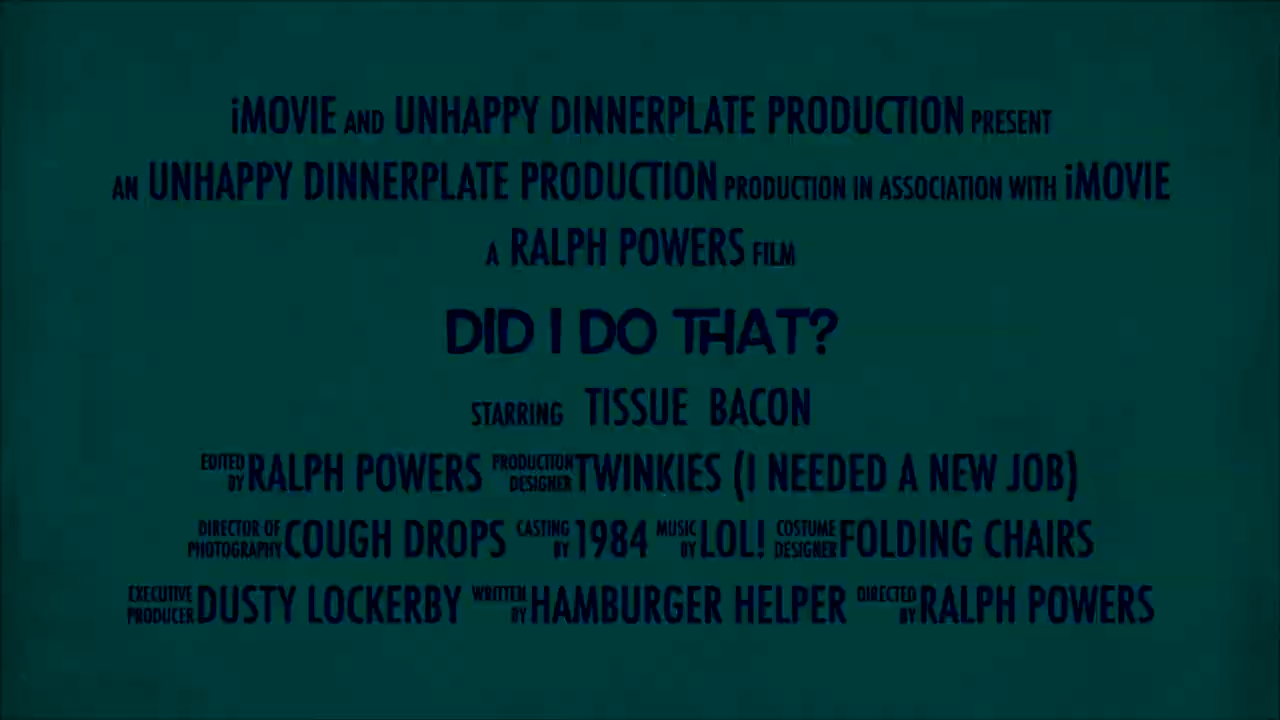 iMOVIE AND UNHAPPY DINNERPLATE PRODUCTION PRESENT
AN UNHAPPY DINNERPLATE PRODUCTION PRODUCTION IN ASSOCIATION WITH iMOVIE
A RALPH POWERS FILM
DID I DO THAT?
STARRING TISSUE BACON
EDITED BY RALPH POWERS PRODUCTION DESIGNER TWINKIES (I NEEDED A NEW JOB)
DIRECTOR OF PHOTOGRAPHY COUGH DROPS CASTING BY 1984 MUSIC BY LOL! COSTUME DESIGNER FOLDING CHAIRS
EXECUTIVE PRODUCER DUSTY LOCKERBY WRITTEN BY HAMBURGER HELPER DIRECTED BY RALPH POWERS